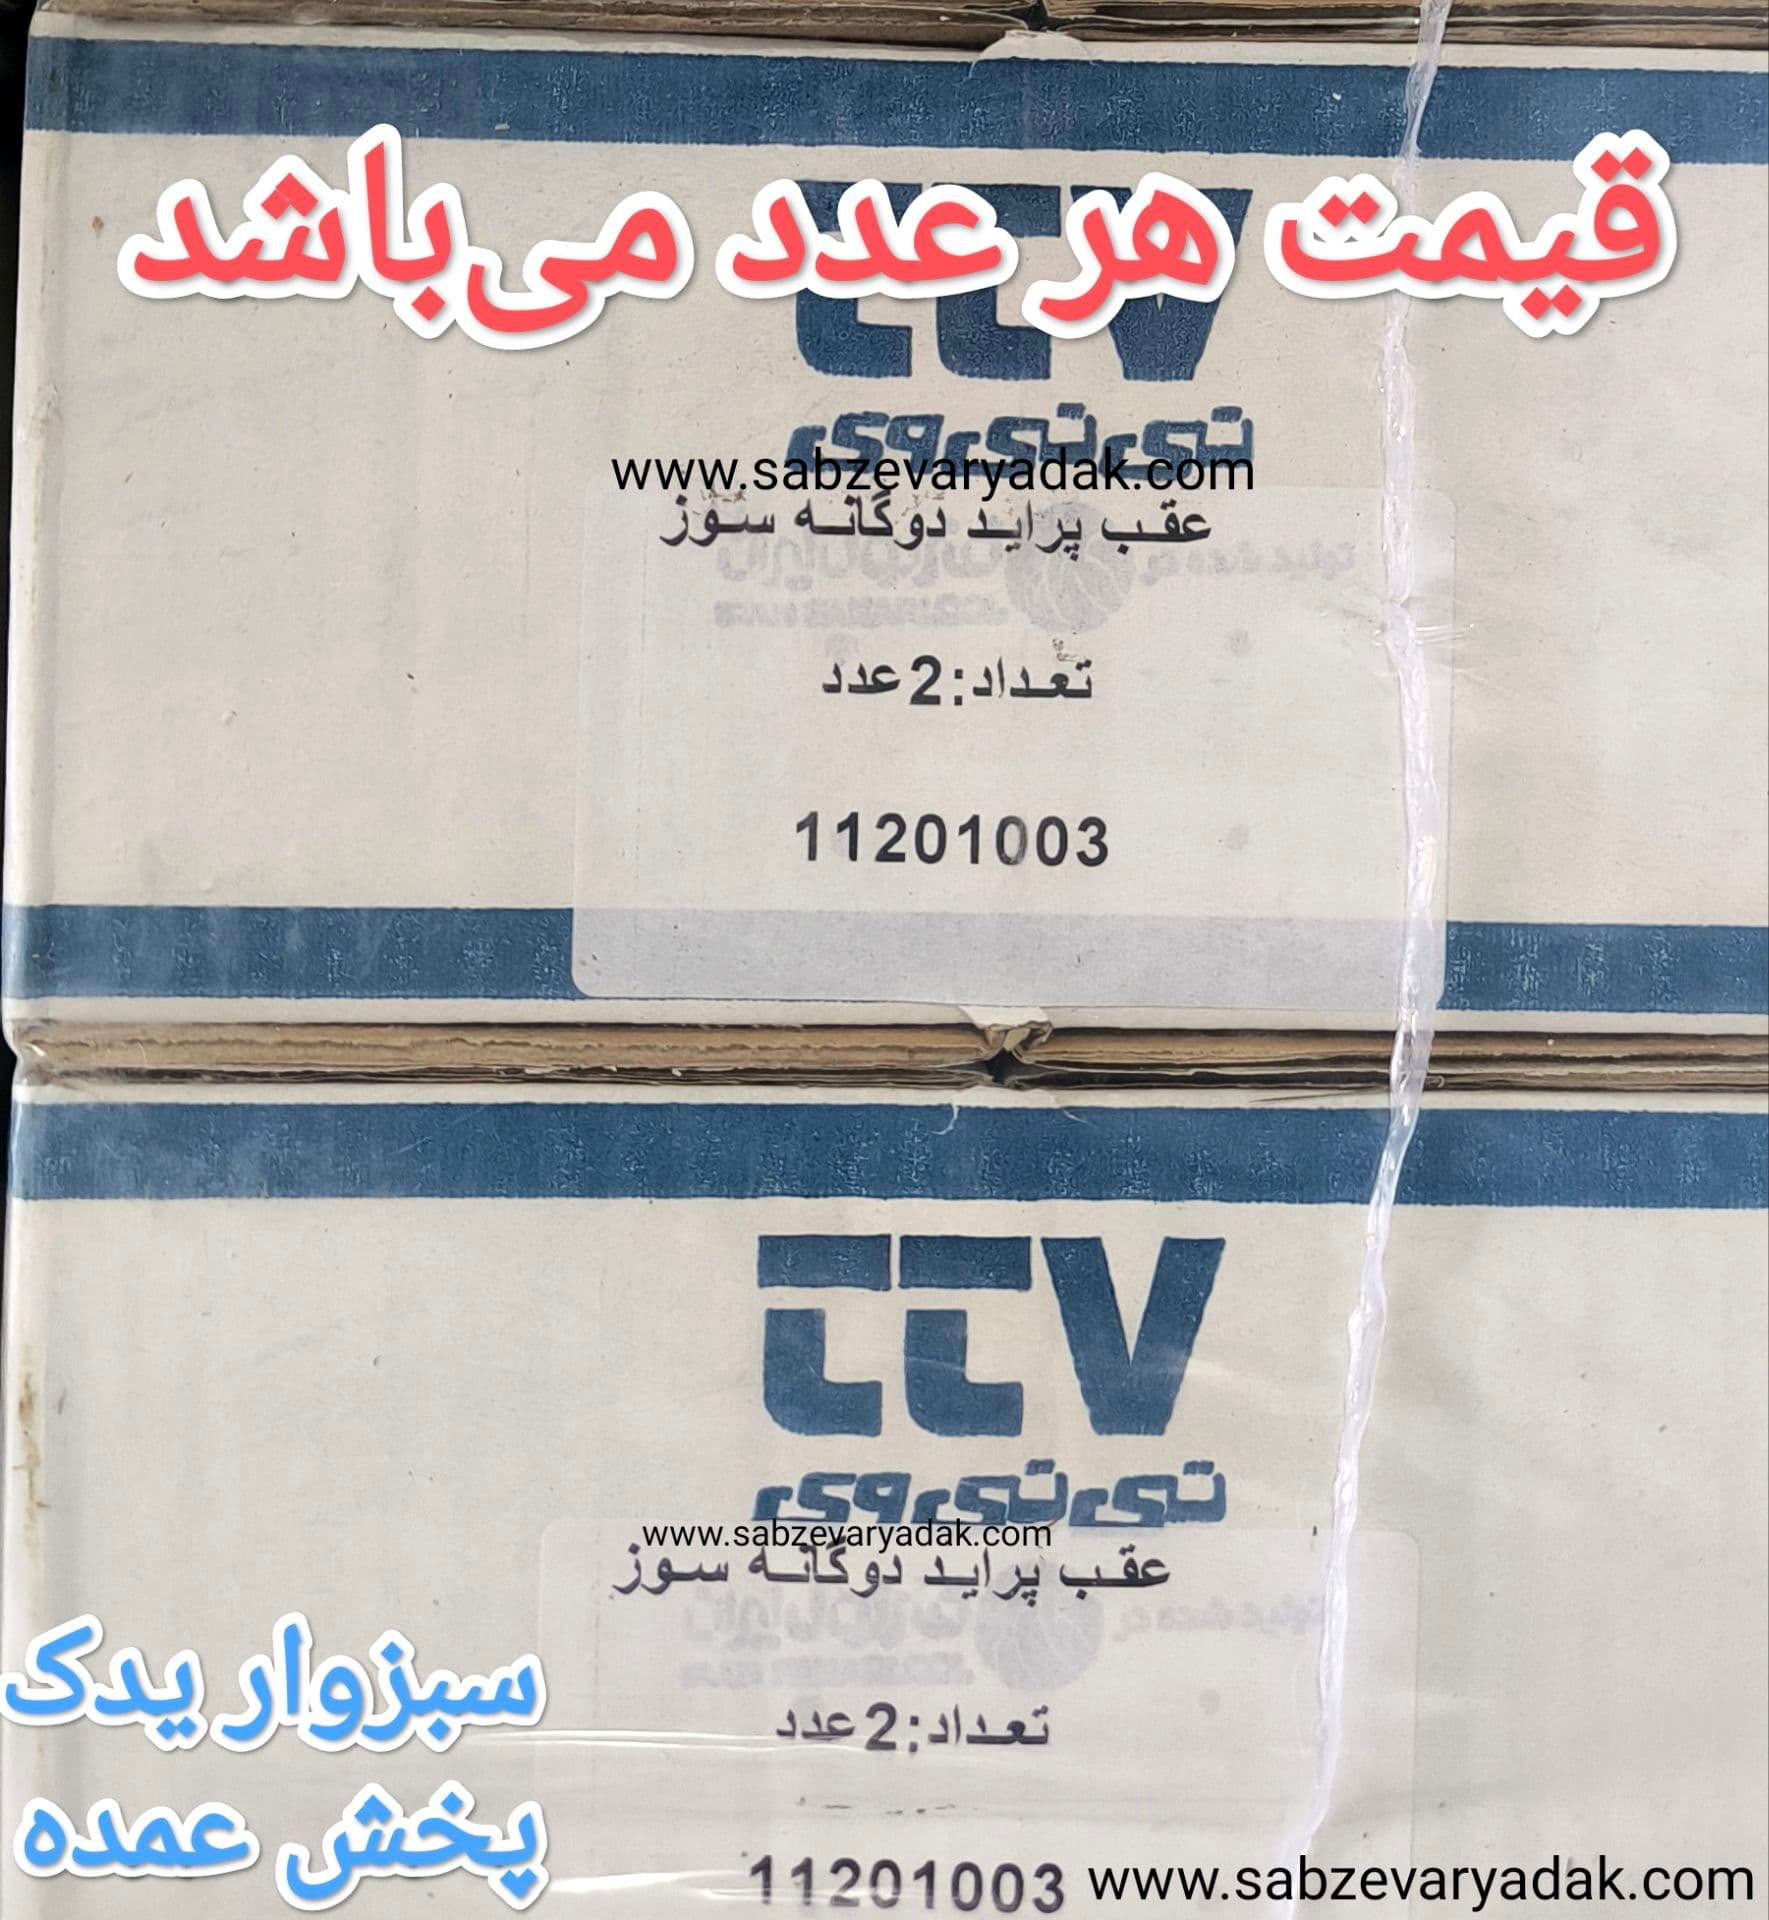 قیمت هر عدد می‌باشد
TTV
تی‌تی‌وی
www.sabzevaryadak.com
عقب پراید دوگانه سوز
تعداد:2عدد
11201003
TTV
تی‌تی‌وی
www.sabzevaryadak.com
عقب پراید دوگانه سوز
تعداد:2عدد
سبزوار یدک
پخش عمده
11201003
www.sabzevaryadak.com